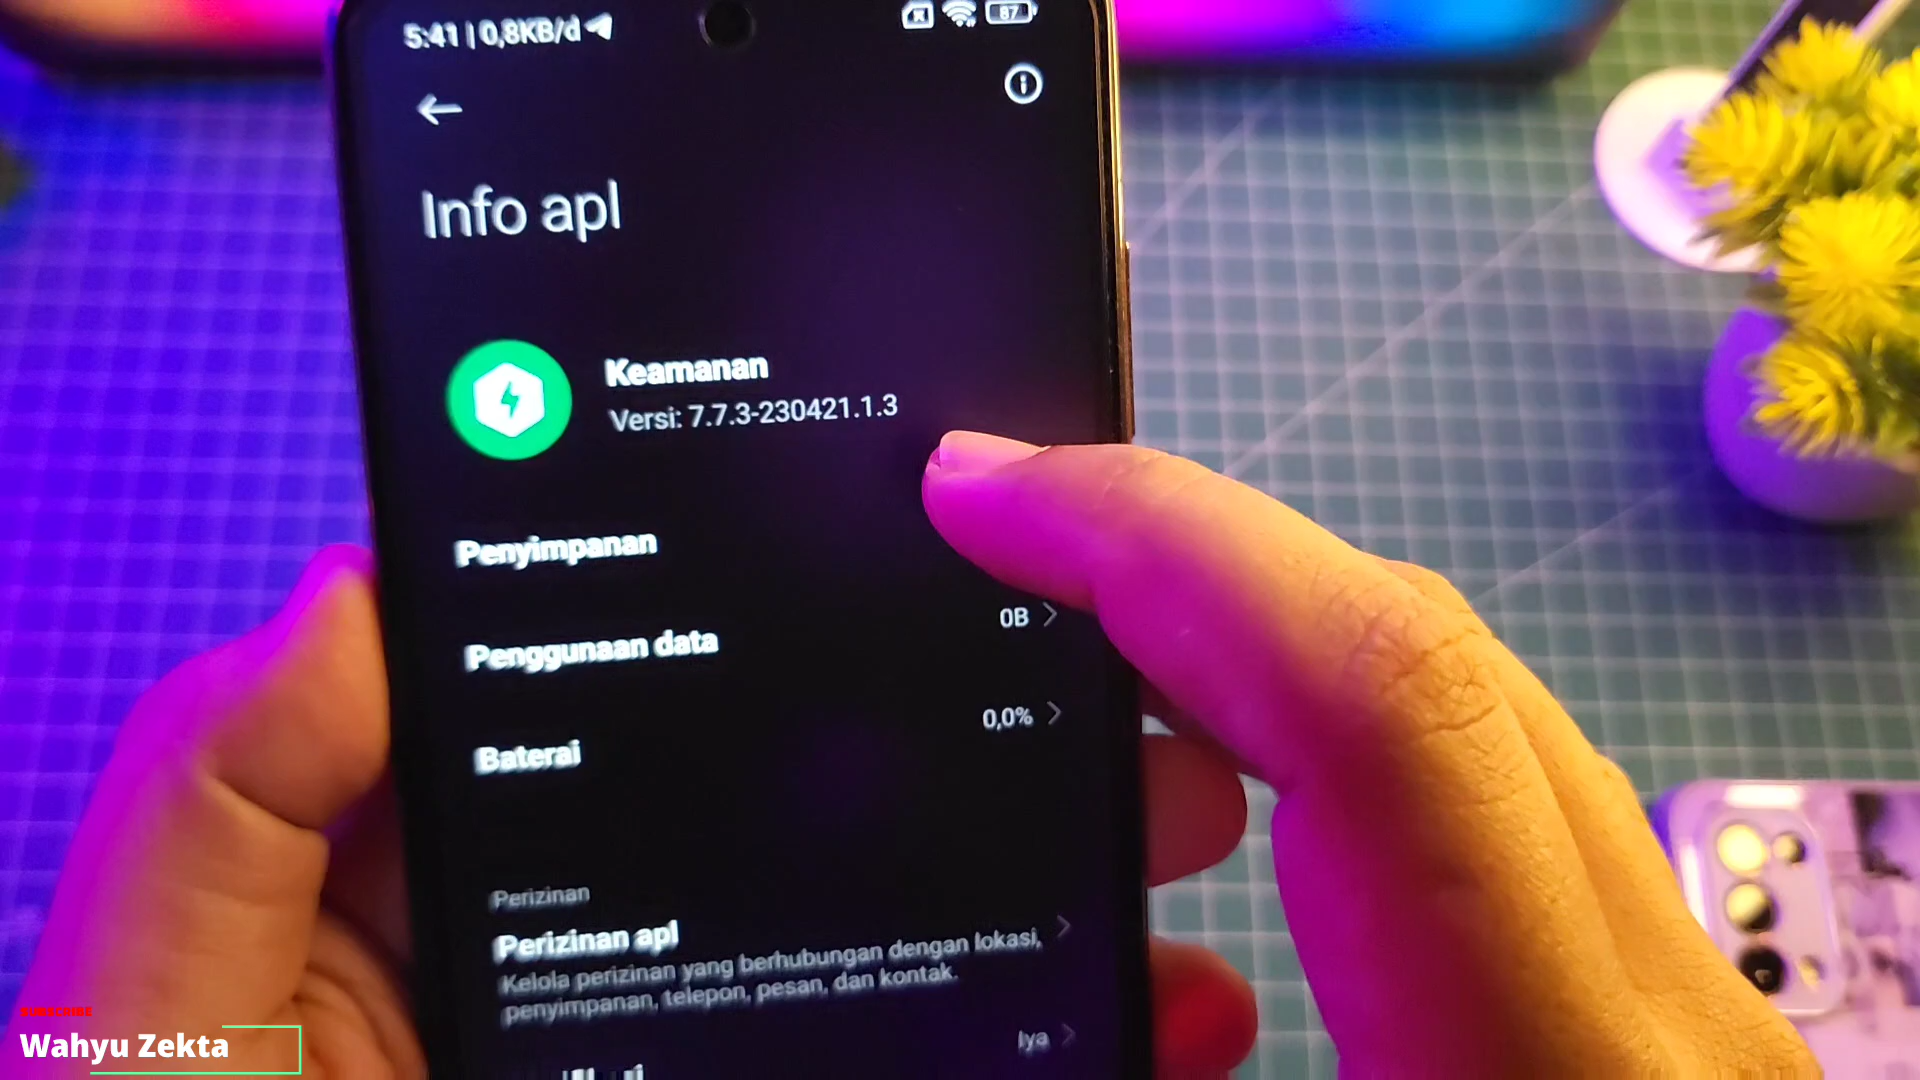 5:41 | 0,8KB/d
87
Info apl
Keamanan
Versi: 7.7.3-230421.1.3
Penyimpanan
0B
Penggunaan data
0,0%
Baterai
Perizinan
Perizinan apl
Kelola perizinan yang berhubungan dengan lokasi,
penyimpanan, telepon, pesan, dan kontak.
Iya
SUBSCRIBE
Wahyu Zekta